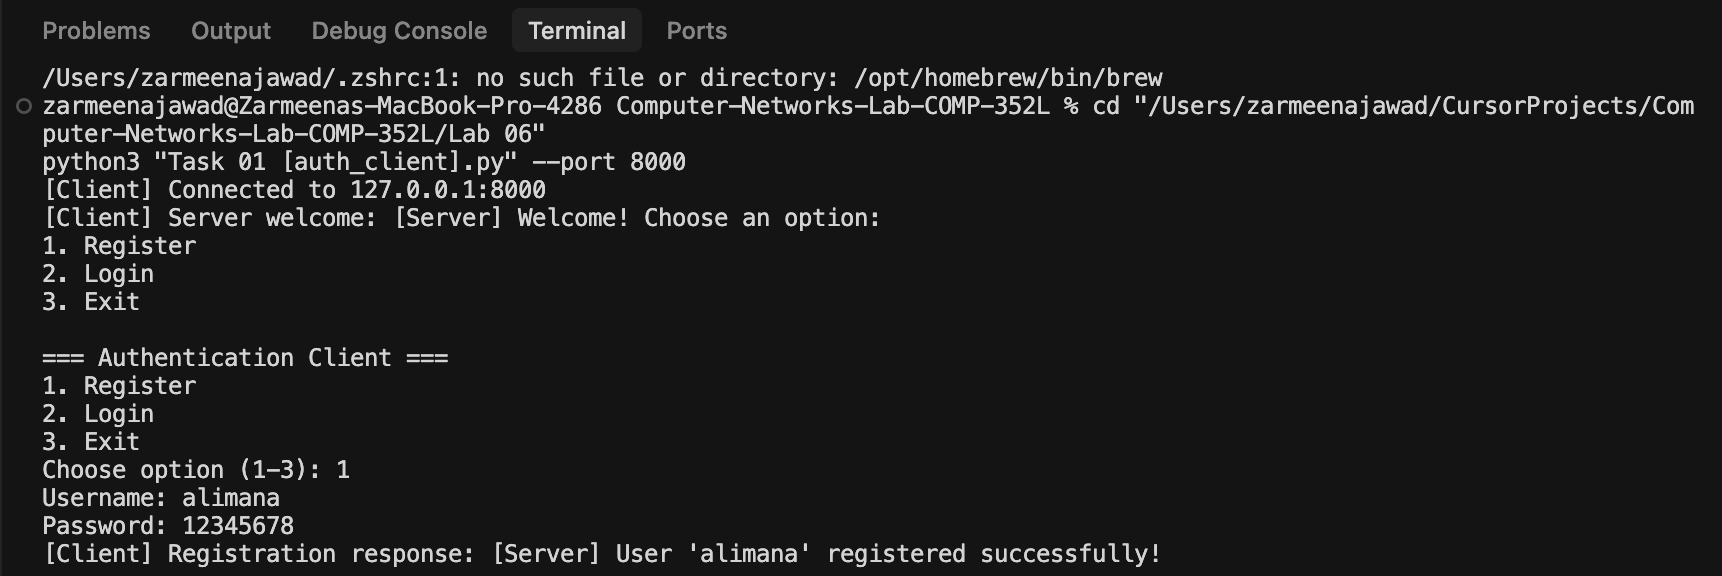 Problems Output Debug Console Terminal Ports
/Users/zarmeenajawad/.zshrc:1: no such file or directory: /opt/homebrew/bin/brew
zarmeenajawad@Zarmeenas-MacBook-Pro-4286 Computer-Networks-Lab-COMP-352L % cd "/Users/zarmeenajawad/CursorProjects/Com
puter-Networks-Lab-COMP-352L/Lab 06"
python3 "Task 01 [auth_client].py" --port 8000
[Client] Connected to 127.0.0.1:8000
[Client] Server welcome: [Server] Welcome! Choose an option:
1. Register
2. Login
3. Exit
=== Authentication Client ===
1. Register
2. Login
3. Exit
Choose option (1-3): 1
Username: alimana
Password: 12345678
[Client] Registration response: [Server] User 'alimana' registered successfully!